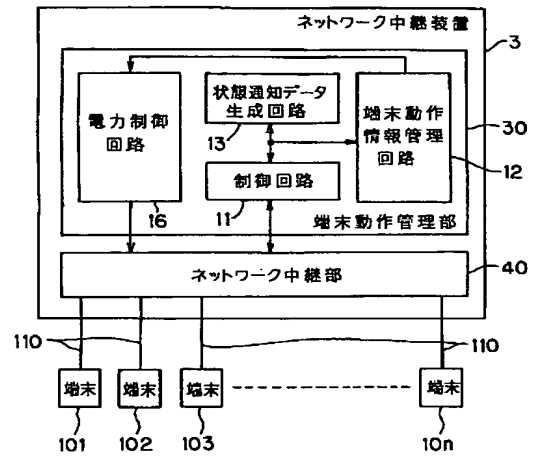 ネットワーク中継装置
3
電力制御
回路
16
状態通知データ
生成回路
13
制御回路
11
端末動作
情報管理
回路
12
30
端末動作管理部
ネットワーク中継部
40
110
110
端末
端末
端末
端末
101
102
103
10n